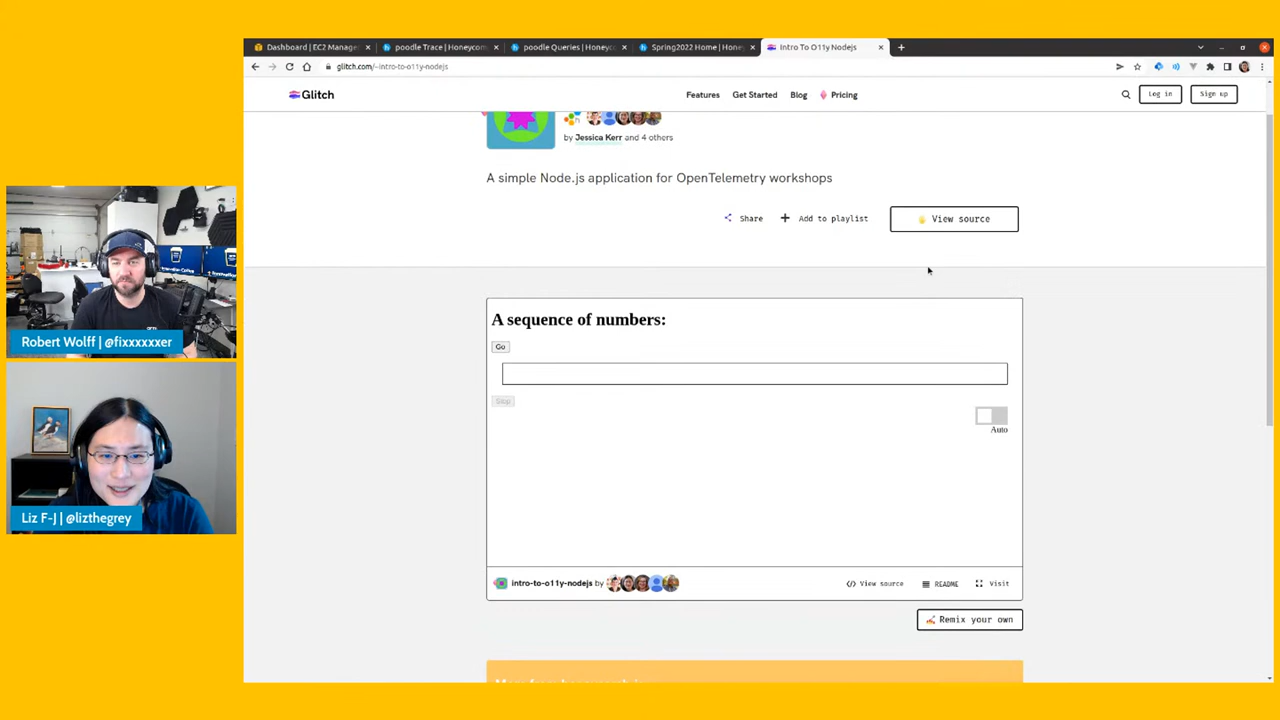 Dashboard | EC2 Manage
poodle Trace | Honeycom
poodle Queries | Honeyc
Spring2022 Home | Hone
Intro To O11y Nodejs
glitch.com/~intro-to-o11y-nodejs
Glitch
Features
Get Started
Blog
Pricing
Log in
Sign up
by Jessica Kerr and 4 others
A simple Node.js application for OpenTelemetry workshops
Share
Add to playlist
View source
A sequence of numbers:
Go
Stop
Auto
intro-to-o11y-nodejs by
View source
README
Visit
Remix your own
Robert Wolff | @fixxxxxxer
Liz F-J | @lizthegrey